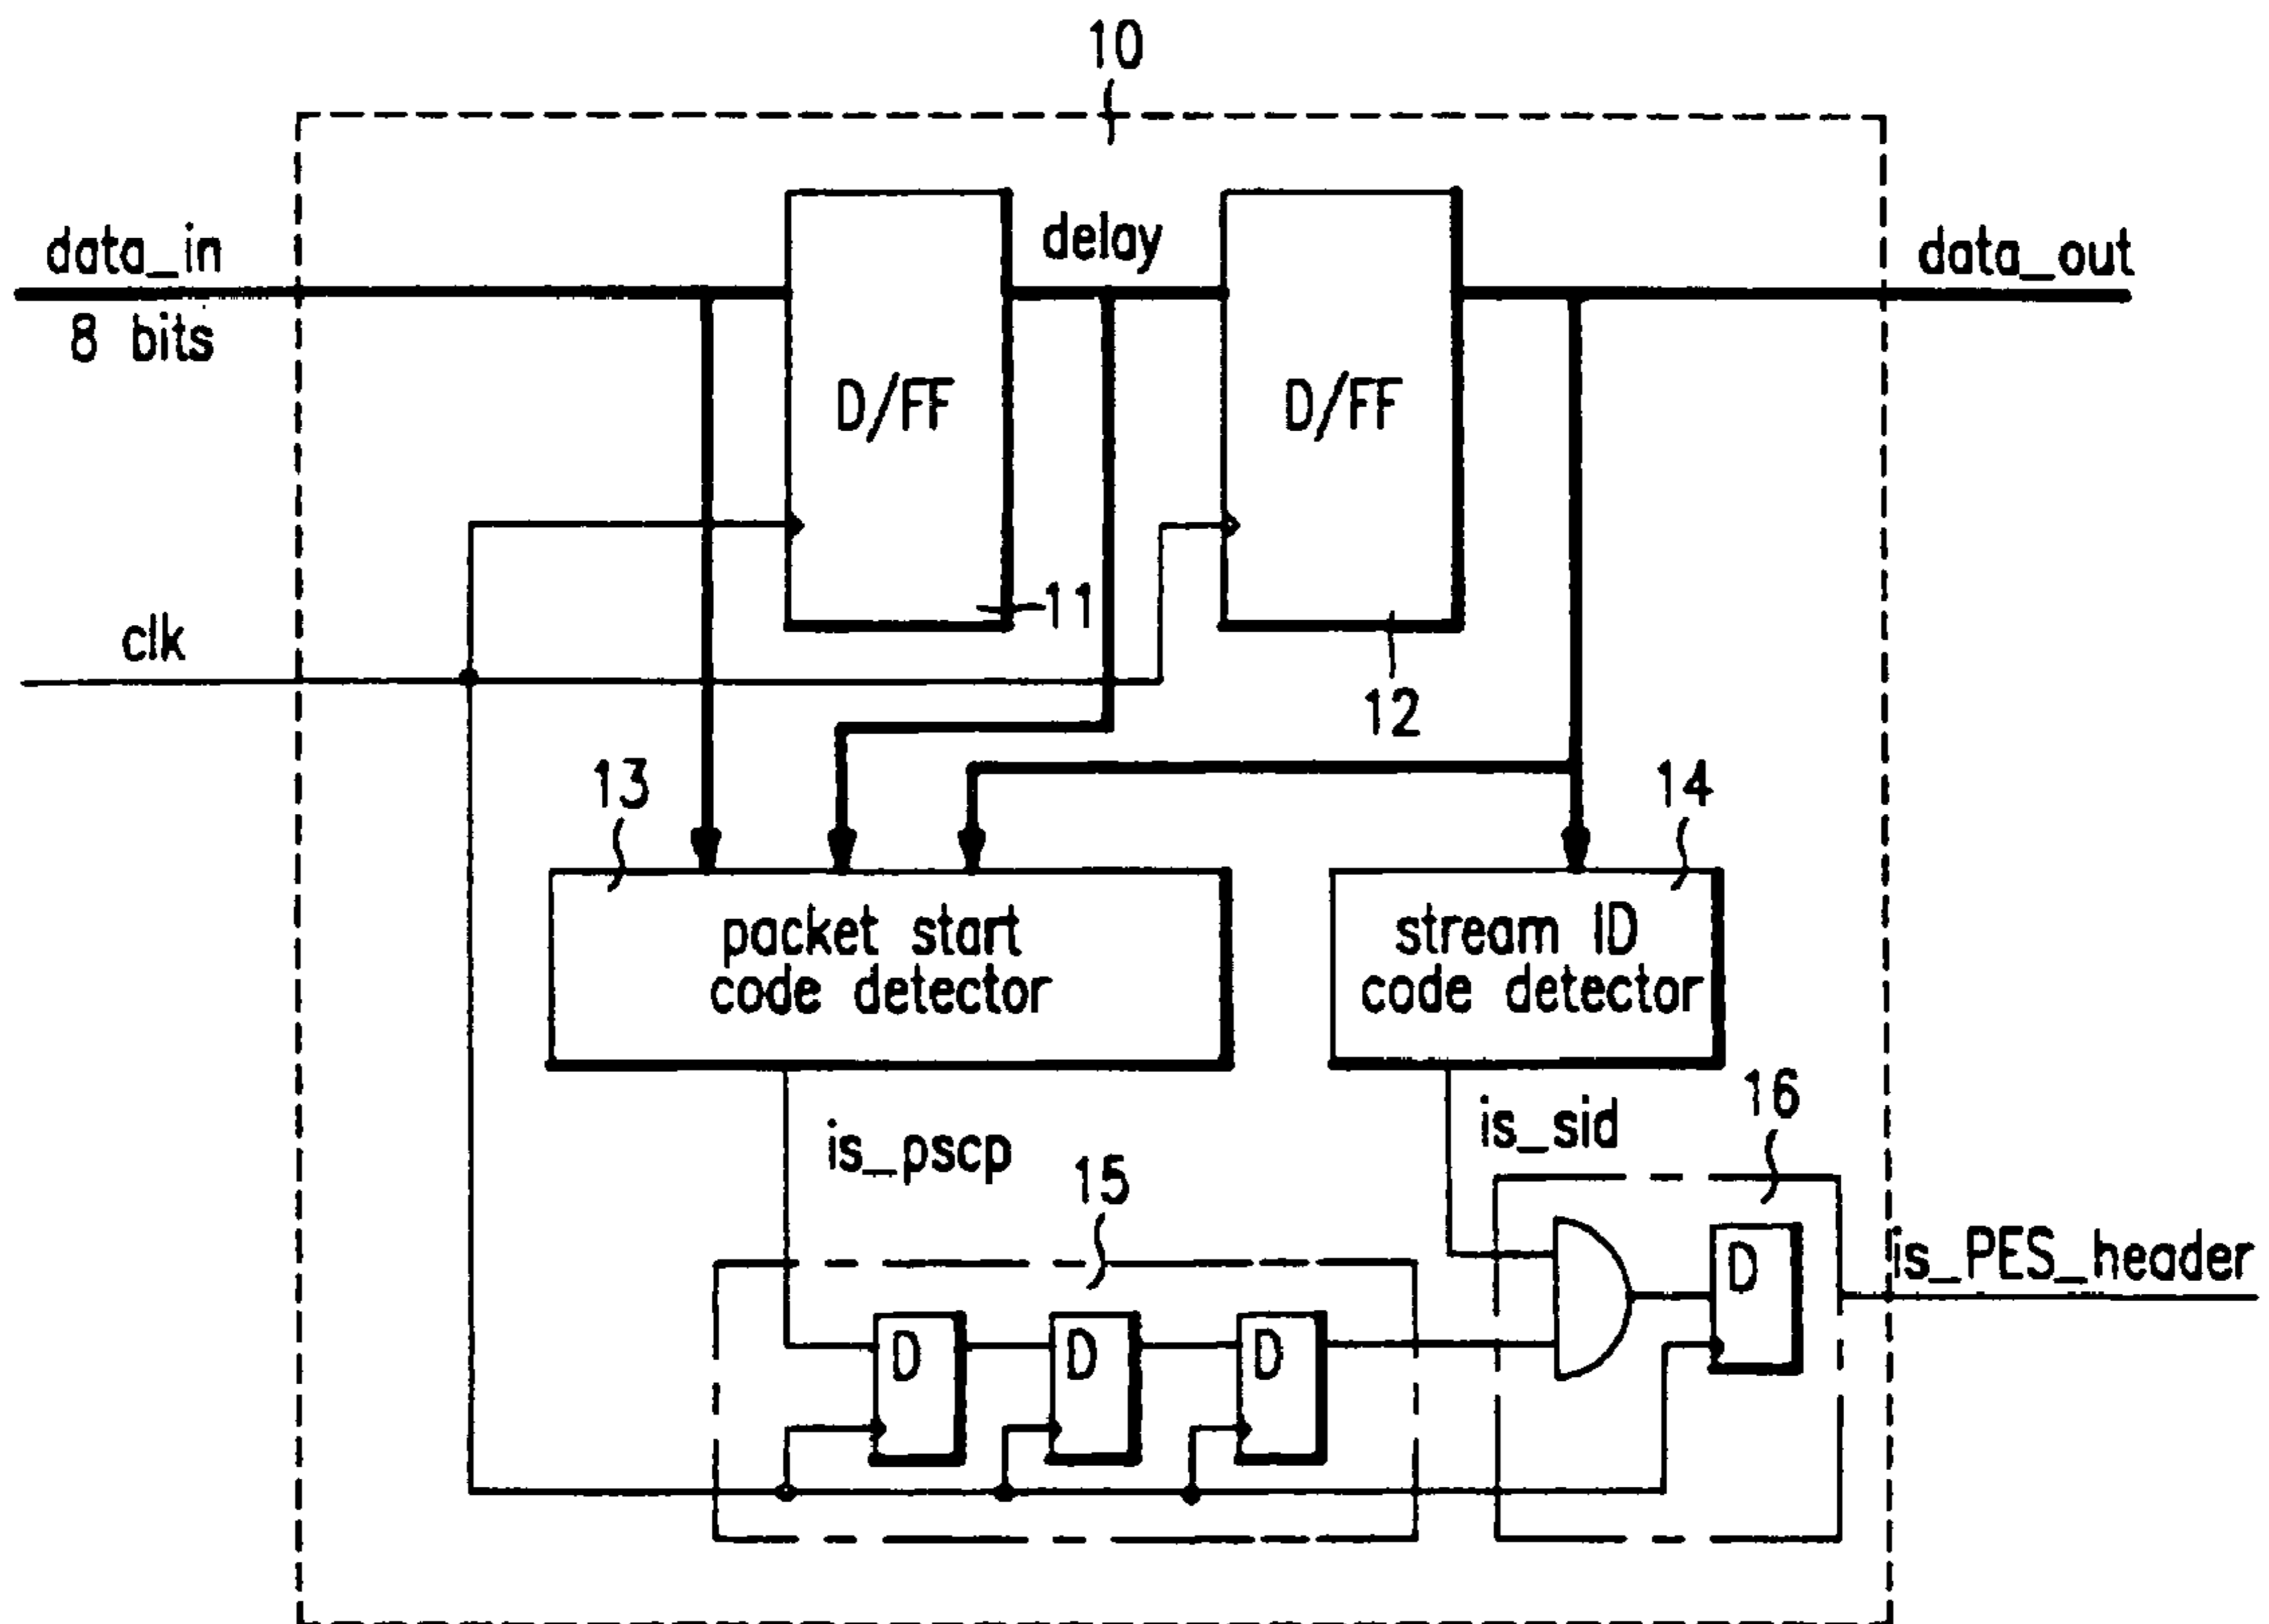 10
data_in
delay
data_out
8 bits
D/FF
D/FF
11
clk
12
13
14
packet start
code detector
stream ID
code detector
is_pscp
is_sid
16
15
is_PES_header
D
D
D
D